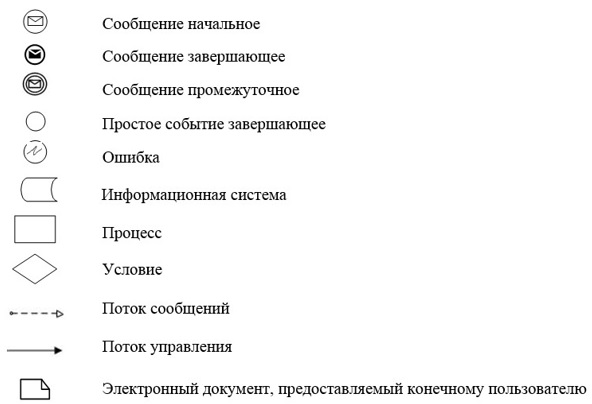 Сообщение начальное
Сообщение завершающее
Сообщение промежуточное
Простое событие завершающее
Ошибка
Информационная система
Процесс
Условие
Поток сообщений
Поток управления
Электронный документ, предоставляемый конечному пользователю